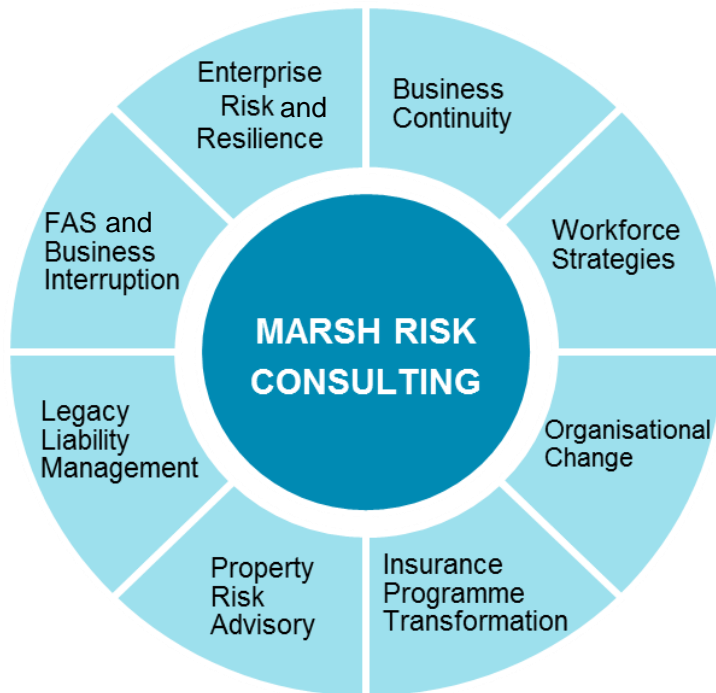 Enterprise
Risk and
Resilience
Business
Continuity
Workforce
Strategies
Organisational
Change
Insurance
Programme
Transformation
Property
Risk
Advisory
Legacy
Liability
Management
FAS and
Business
Interruption
MARSH RISK
CONSULTING